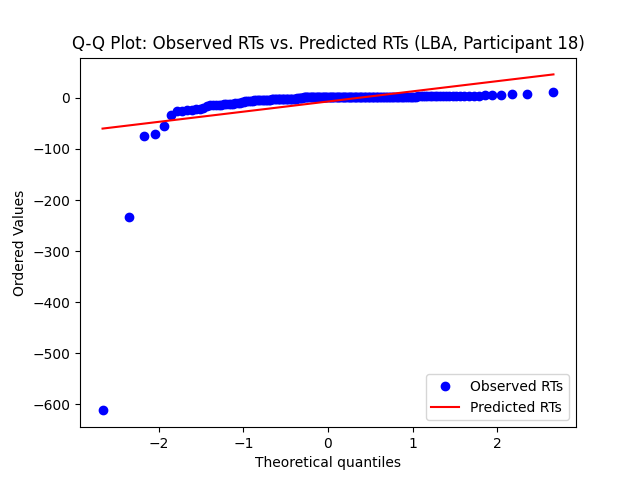 Q-Q Plot: Observed RTs vs. Predicted RTs (LBA, Participant 18)
0
−100
−200
−300
−400
−500
−600
Ordered Values
−2
−1
0
1
2
Theoretical quantiles
Observed RTs
Predicted RTs